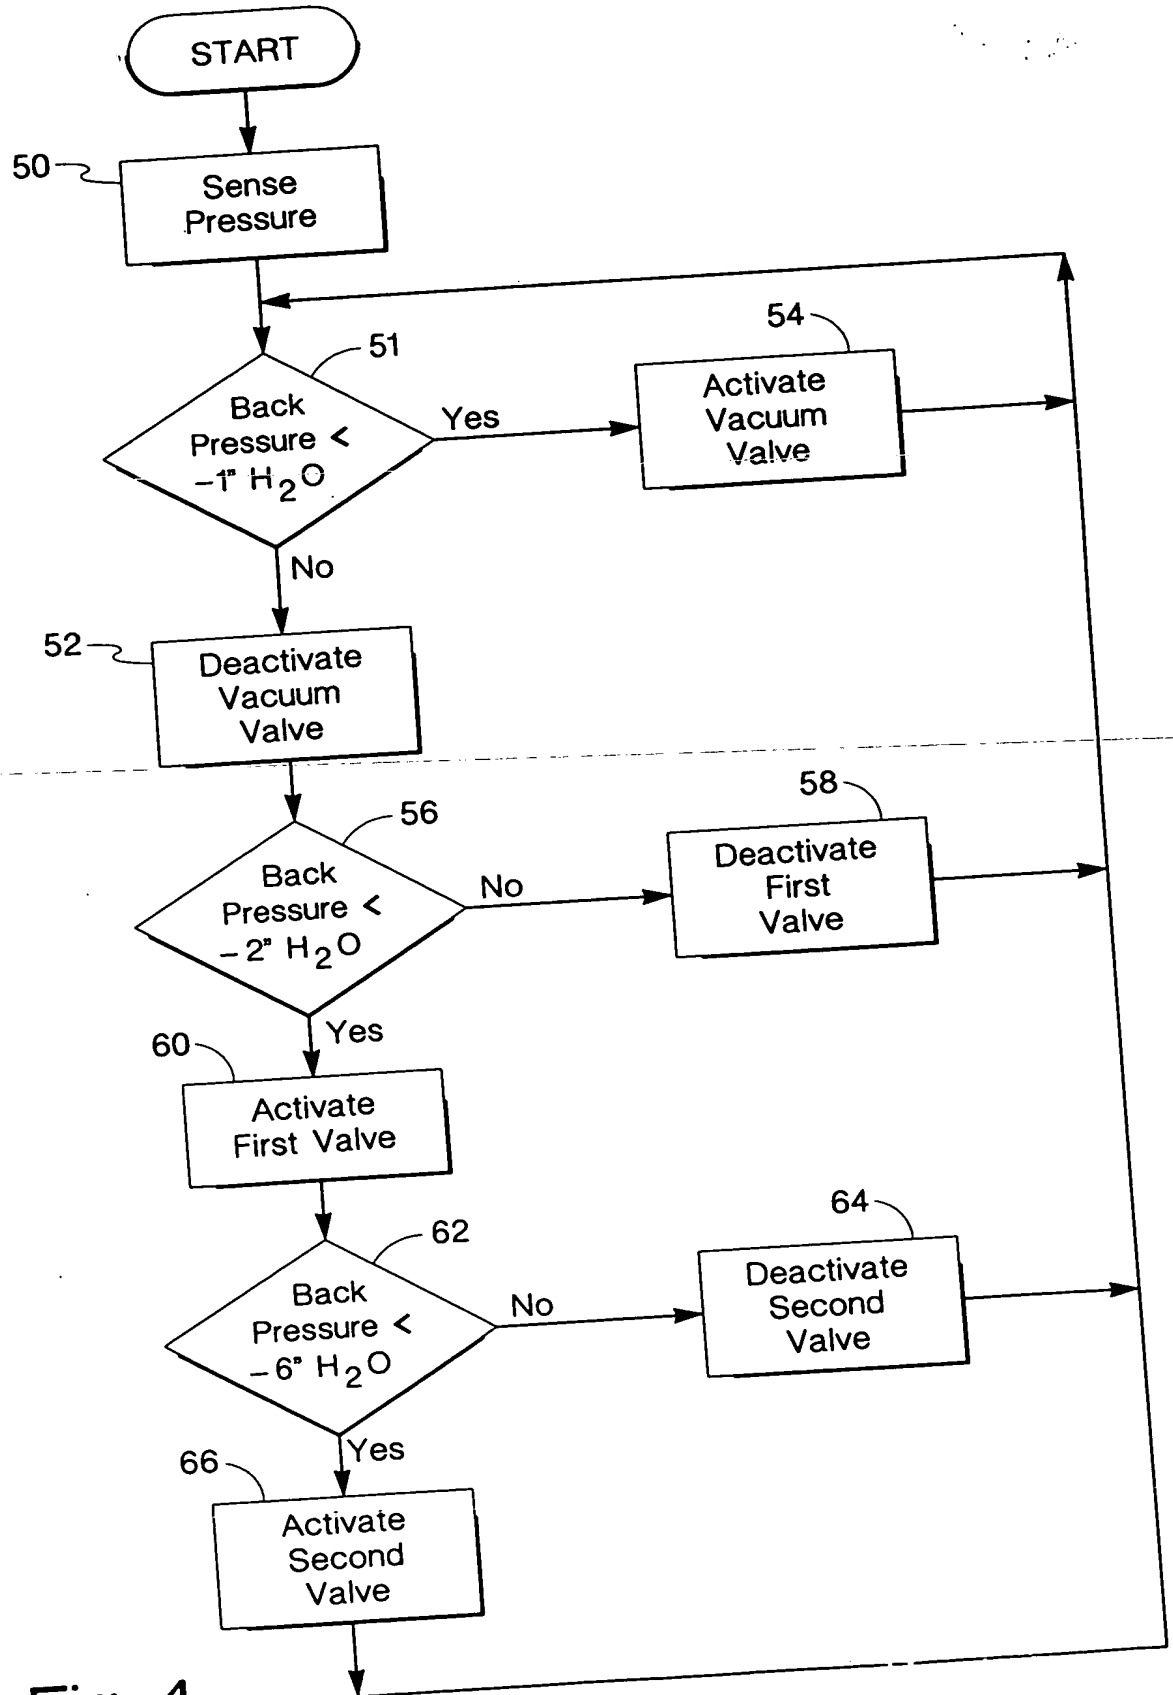 START
50
Sense
Pressure
51
Back
Pressure <
-1" H2O
Yes
54
Activate
Vacuum
Valve
No
52
Deactivate
Vacuum
Valve
56
Back
Pressure <
-2" H2O
No
58
Deactivate
First
Valve
Yes
60
Activate
First Valve
62
Back
Pressure <
-6" H2O
No
64
Deactivate
Second
Valve
Yes
66
Activate
Second
Valve
Fig. 4